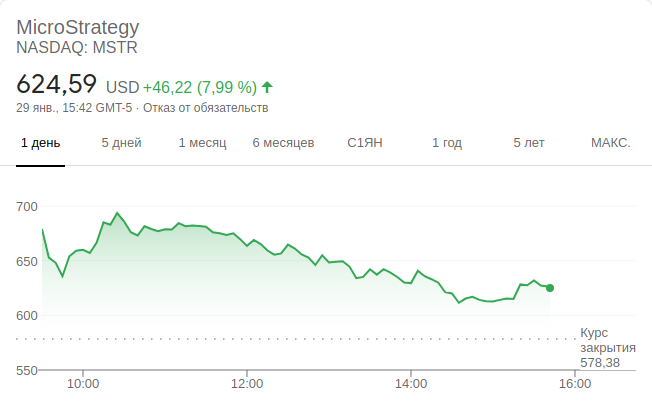 MicroStrategy
NASDAQ: MSTR
624,59 USD +46,22 (7,99 %)
29 янв., 15:42 GMT-5 · Отказ от обязательств
1 день 5 дней 1 месяц 6 месяцев С1ЯН 1 год 5 лет МАКС.
700
650
600
Курс
закрытия
578,38
550
10:00 12:00 14:00 16:00